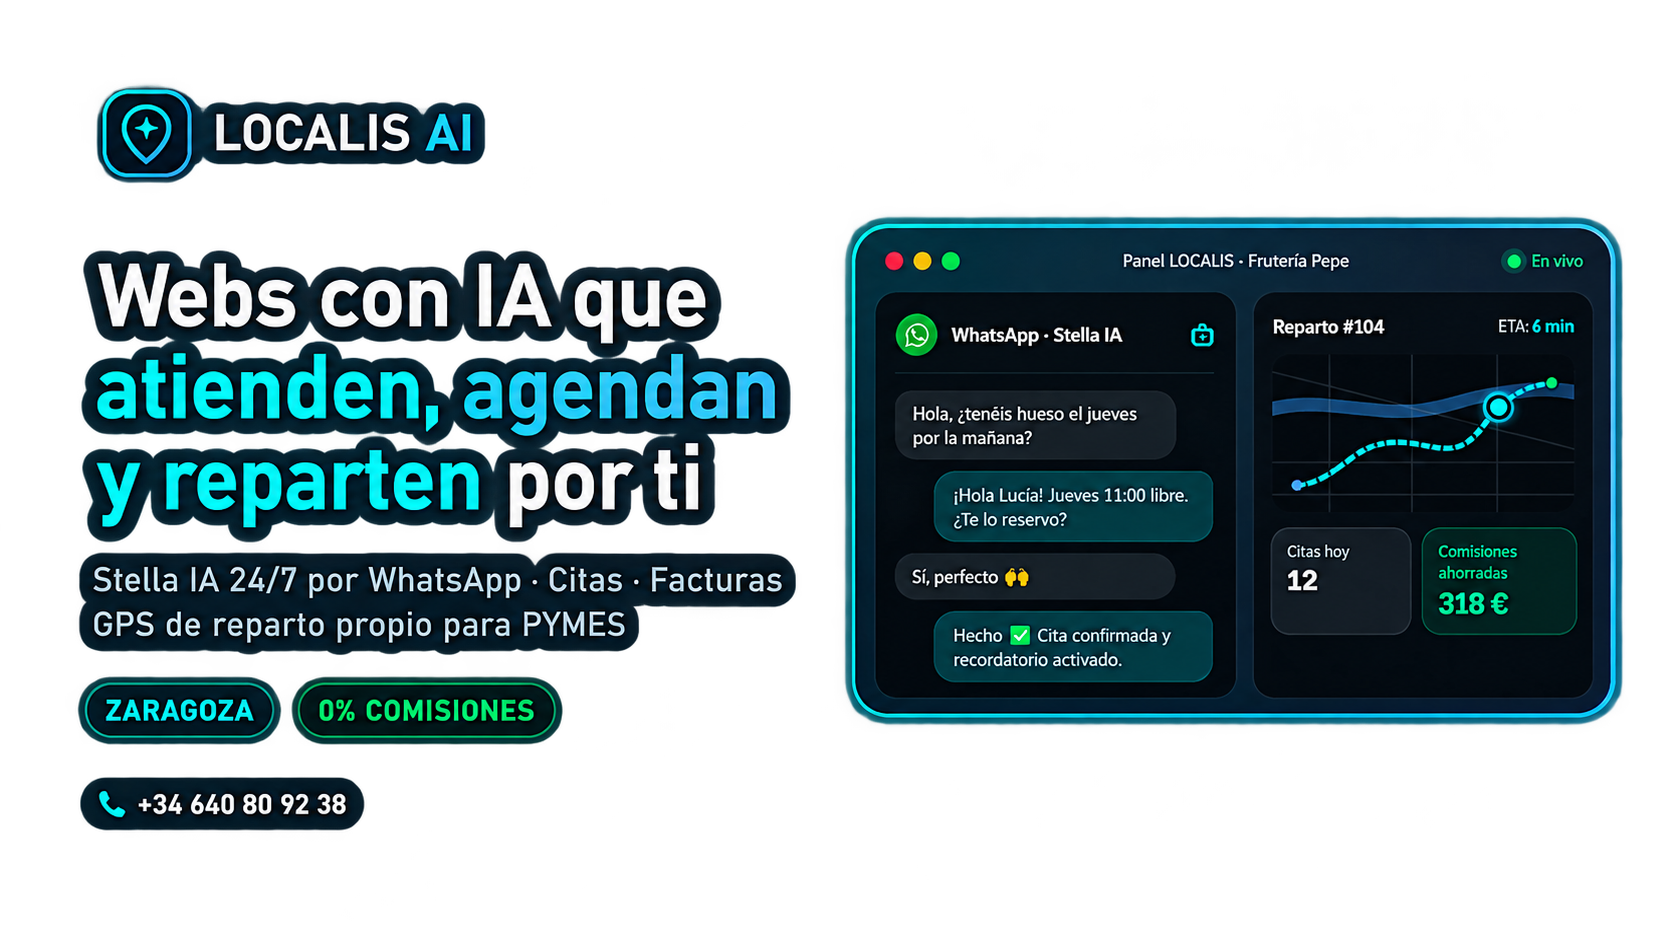 LOCALIS AI
Webs con IA que
atienden, agendan
y reparten por ti
Stella IA 24/7 por WhatsApp · Citas · Facturas
GPS de reparto propio para PYMES
ZARAGOZA
0% COMISIONES
+34 640 80 92 38
Panel LOCALIS · Frutería Pepe
En vivo
WhatsApp · Stella IA
Hola, ¿tenéis hueso el jueves
por la mañana?
¡Hola Lucía! Jueves 11:00 libre.
¿Te lo reservo?
Sí, perfecto 🙌
Hecho ✅ Cita confirmada y
recordatorio activado.
Reparto #104
ETA: 6 min
Citas hoy
12
Comisiones
ahorradas
318 €